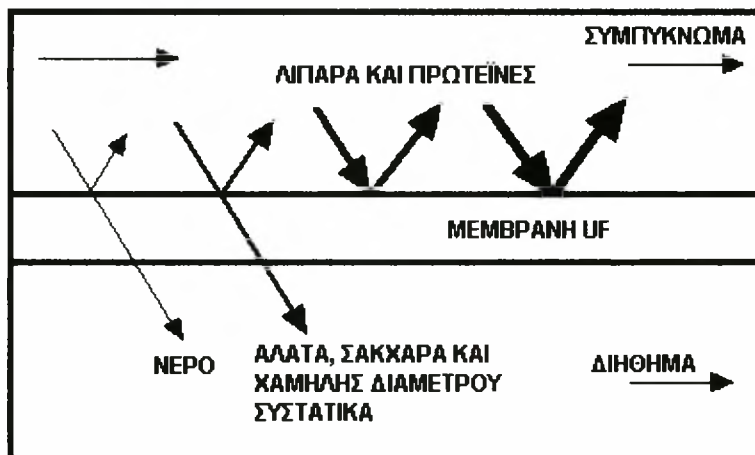 ΣΥΜΠΥΚΝΩΜΑ
ΛΙΠΑΡΑ ΚΑΙ ΠΡΩΤΕΪΝΕΣ
ΜΕΜΒΡΑΝΗ UF
ΝΕΡΟ
ΑΛΑΤΑ, ΣΑΚΧΑΡΑ ΚΑΙ
ΧΑΜΗΛΗΣ ΔΙΑΜΕΤΡΟΥ
ΣΥΣΤΑΤΙΚΑ
ΔΙΗΘΗΜΑ